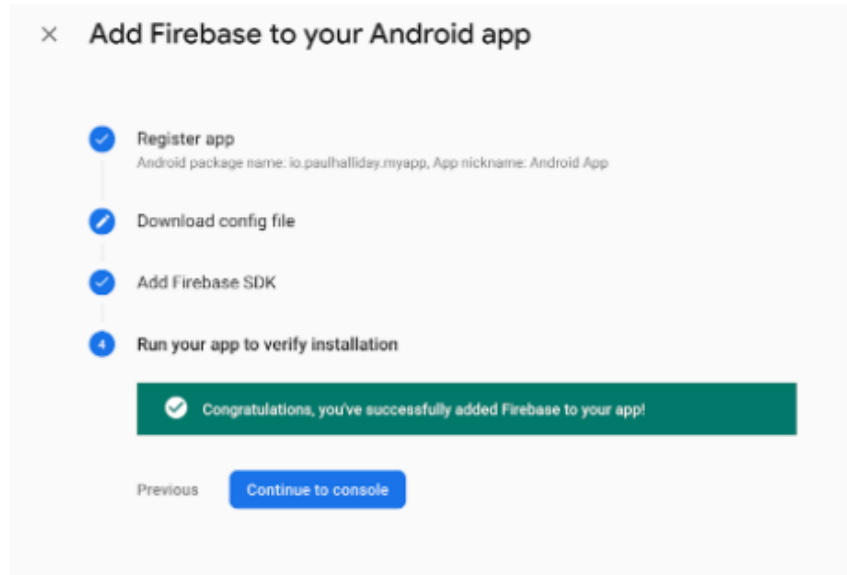 Add Firebase to your Android app
Register app
Android package name: io.paulhalliday.myapp, App nickname: Android App
Download config file
Add Firebase SDK
4
Run your app to verify installation
Congratulations, you've successfully added Firebase to your app!
Previous
Continue to console